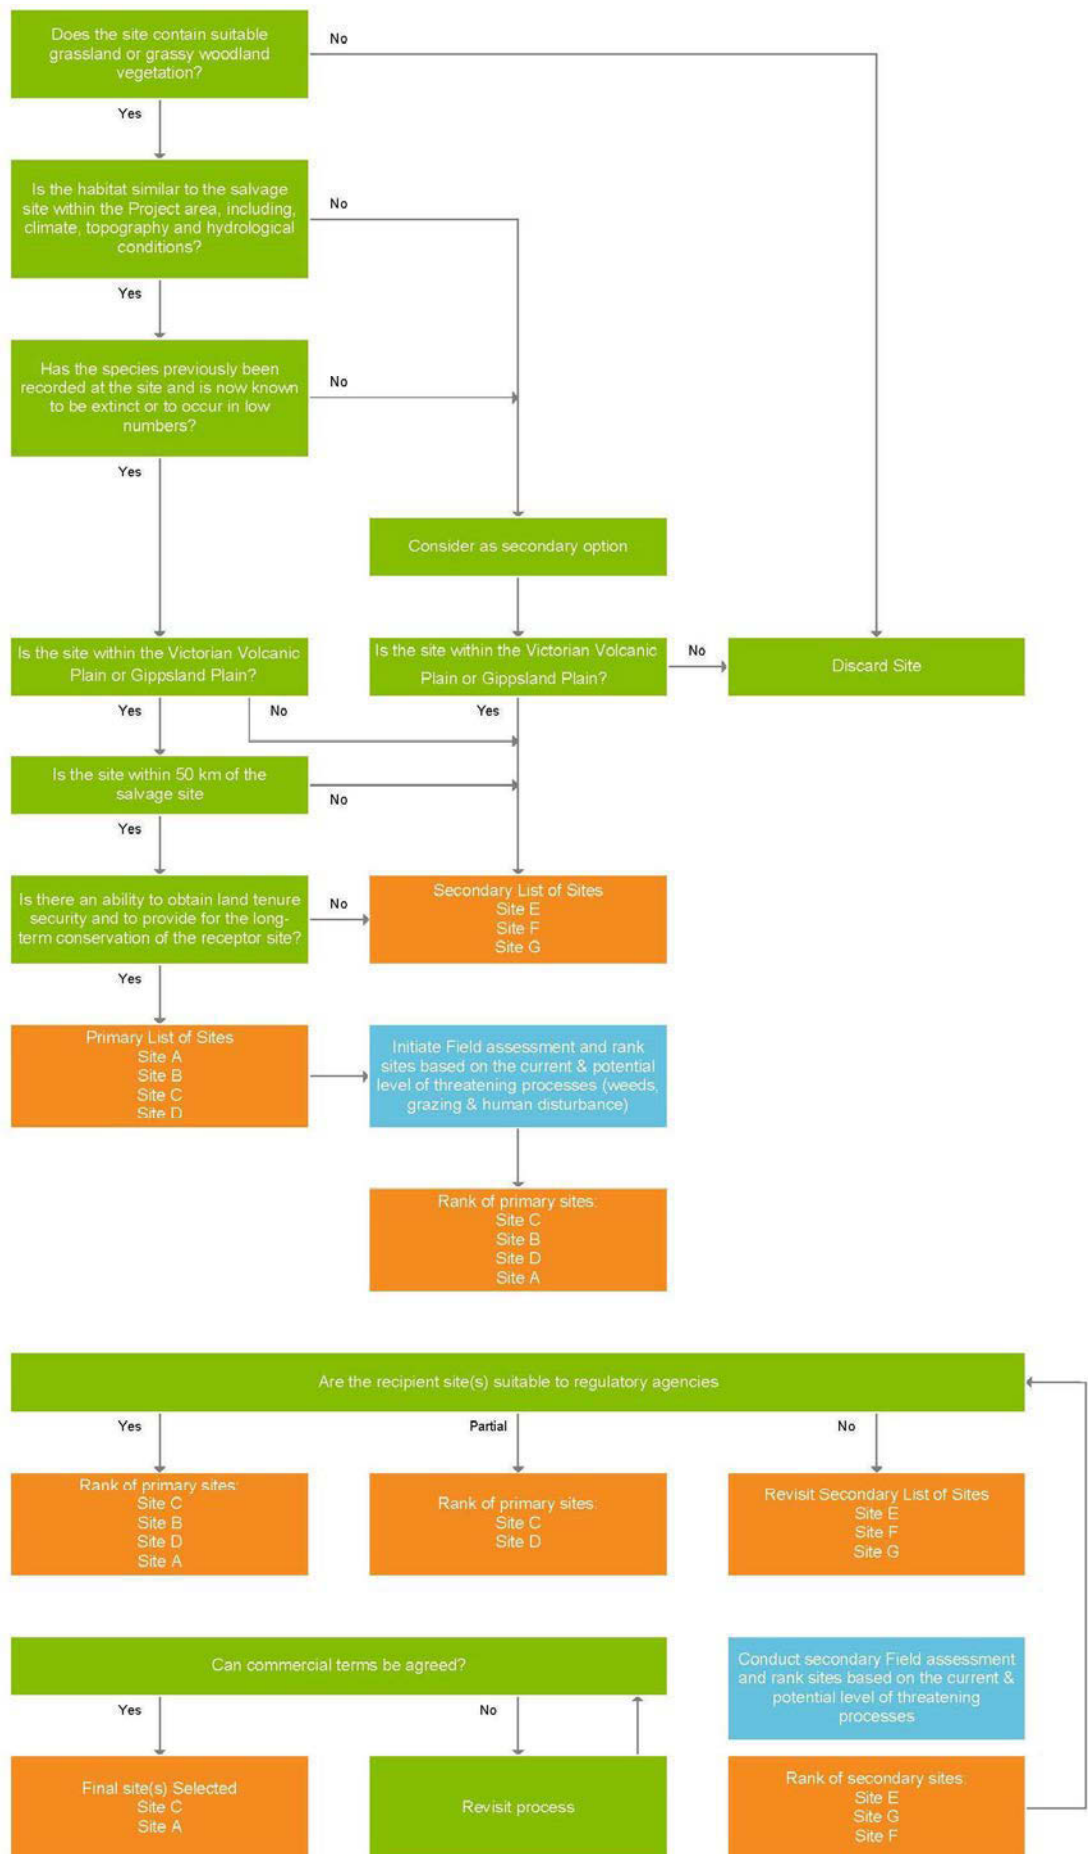 Does the site contain suitable
grassland or grassy woodland
vegetation?
No
Yes
Is the habitat similar to the salvage
site within the Project area, including,
climate, topography and hydrological
conditions?
No
Yes
Has the species previously been
recorded at the site and is now known
to be extinct or to occur in low
numbers?
No
Yes
Consider as secondary option
Is the site within the Victorian Volcanic
Plain or Gippsland Plain?
Is the site within the Victorian Volcanic
Plain or Gippsland Plain?
No
Discard Site
Yes
No
Yes
Is the site within 50 km of the
salvage site
No
Yes
Is there an ability to obtain land tenure
security and to provide for the long-
term conservation of the receptor site?
No
Secondary List of Sites
Site E
Site F
Site G
Yes
Primary List of Sites
Site A
Site B
Site C
Site D
Initiate Field assessment and rank
sites based on the current & potential
level of threatening processes (weeds,
grazing & human disturbance)
Rank of primary sites:
Site C
Site B
Site D
Site A
Are the recipient site(s) suitable to regulatory agencies
Yes
Partial
No
Rank of primary sites:
Site C
Site B
Site D
Site A
Rank of primary sites:
Site C
Site D
Revisit Secondary List of Sites
Site E
Site F
Site G
Can commercial terms be agreed?
Conduct secondary Field assessment
and rank sites based on the current &
potential level of threatening
processes
Yes
No
Final site(s) Selected
Site C
Site A
Revisit process
Rank of secondary sites:
Site E
Site G
Site F